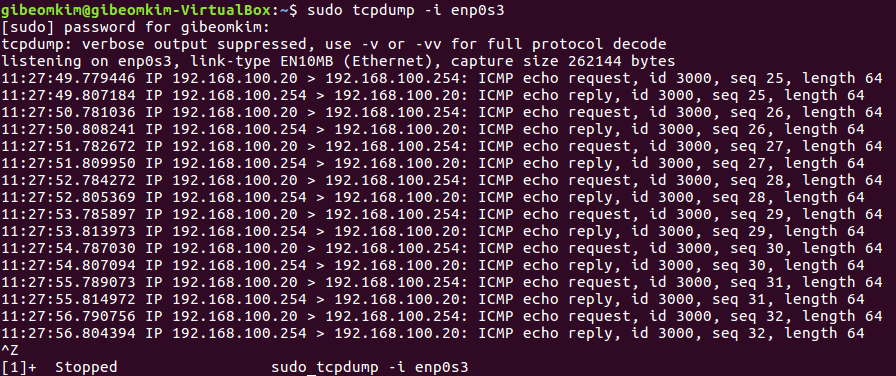 gibeomkim@gibeomkim-VirtualBox:~$ sudo tcpdump -i enp0s3
[sudo] password for gibeomkim:
tcpdump: verbose output suppressed, use -v or -vv for full protocol decode
listening on enp0s3, link-type EN10MB (Ethernet), capture size 262144 bytes
11:27:49.779446 IP 192.168.100.20 > 192.168.100.254: ICMP echo request, id 3000, seq 25, length 64
11:27:49.807184 IP 192.168.100.254 > 192.168.100.20: ICMP echo reply, id 3000, seq 25, length 64
11:27:50.781036 IP 192.168.100.20 > 192.168.100.254: ICMP echo request, id 3000, seq 26, length 64
11:27:50.808241 IP 192.168.100.254 > 192.168.100.20: ICMP echo reply, id 3000, seq 26, length 64
11:27:51.782672 IP 192.168.100.20 > 192.168.100.254: ICMP echo request, id 3000, seq 27, length 64
11:27:51.809950 IP 192.168.100.254 > 192.168.100.20: ICMP echo reply, id 3000, seq 27, length 64
11:27:52.784272 IP 192.168.100.20 > 192.168.100.254: ICMP echo request, id 3000, seq 28, length 64
11:27:52.805369 IP 192.168.100.254 > 192.168.100.20: ICMP echo reply, id 3000, seq 28, length 64
11:27:53.785897 IP 192.168.100.20 > 192.168.100.254: ICMP echo request, id 3000, seq 29, length 64
11:27:53.813973 IP 192.168.100.254 > 192.168.100.20: ICMP echo reply, id 3000, seq 29, length 64
11:27:54.787030 IP 192.168.100.20 > 192.168.100.254: ICMP echo request, id 3000, seq 30, length 64
11:27:54.807094 IP 192.168.100.254 > 192.168.100.20: ICMP echo reply, id 3000, seq 30, length 64
11:27:55.789073 IP 192.168.100.20 > 192.168.100.254: ICMP echo request, id 3000, seq 31, length 64
11:27:55.814972 IP 192.168.100.254 > 192.168.100.20: ICMP echo reply, id 3000, seq 31, length 64
11:27:56.790756 IP 192.168.100.20 > 192.168.100.254: ICMP echo request, id 3000, seq 32, length 64
11:27:56.804394 IP 192.168.100.254 > 192.168.100.20: ICMP echo reply, id 3000, seq 32, length 64
^Z
[1]+  Stopped                 sudo tcpdump -i enp0s3